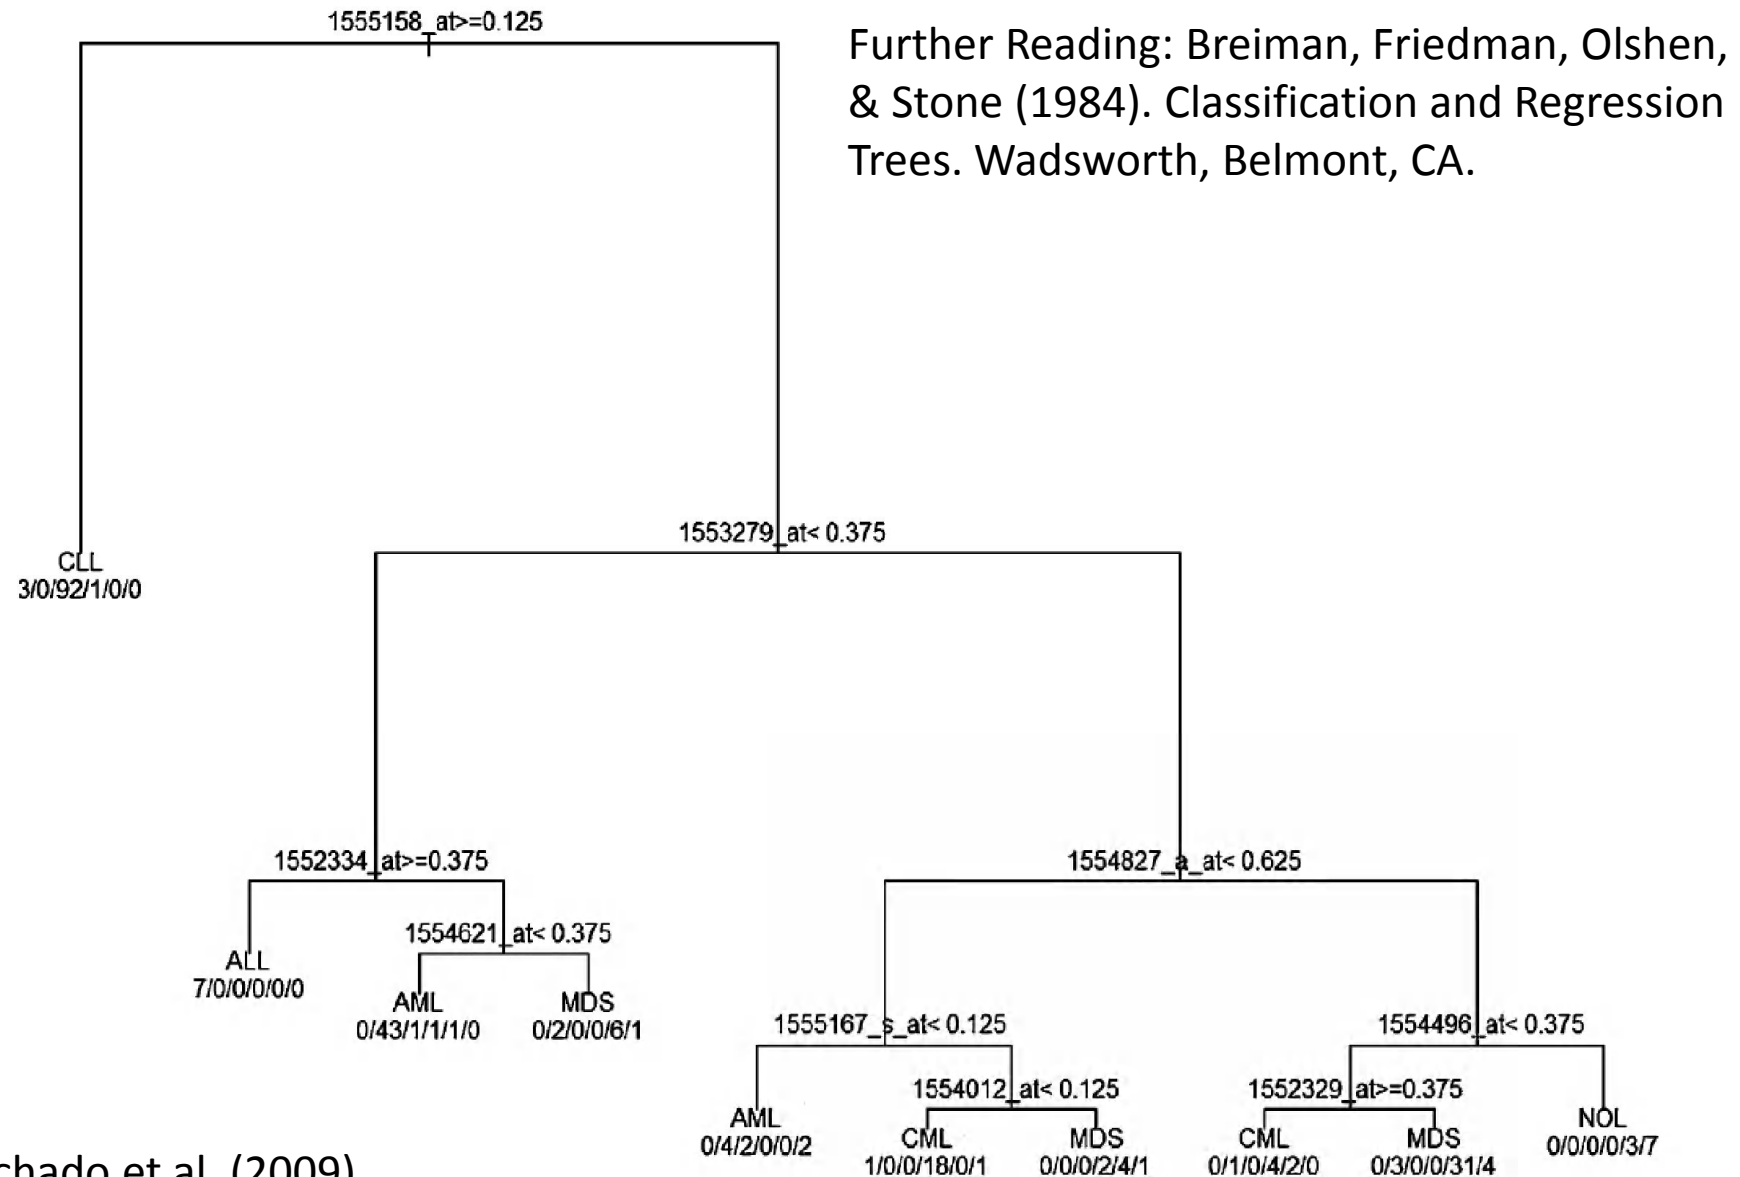 1555158_at>=0.125
Further Reading: Breiman, Friedman, Olshen,
& Stone (1984). Classification and Regression
Trees. Wadsworth, Belmont, CA.
1553279_at< 0.375
CLL
3/0/92/1/0/0
1552334_at>=0.375
1554827_a_at< 0.625
1554621_at< 0.375
ALL
7/0/0/0/0/0
AML
0/43/1/1/1/0
MDS
0/2/0/0/6/1
1555167_s_at< 0.125
1554496_at< 0.375
1554012_at< 0.125
1552329_at>=0.375
AML
0/4/2/0/0/2
CML
1/0/0/18/0/1
MDS
0/0/0/2/4/1
CML
0/1/0/4/2/0
MDS
0/3/0/0/31/4
NOL
0/0/0/0/3/7
chado et al. (2009)